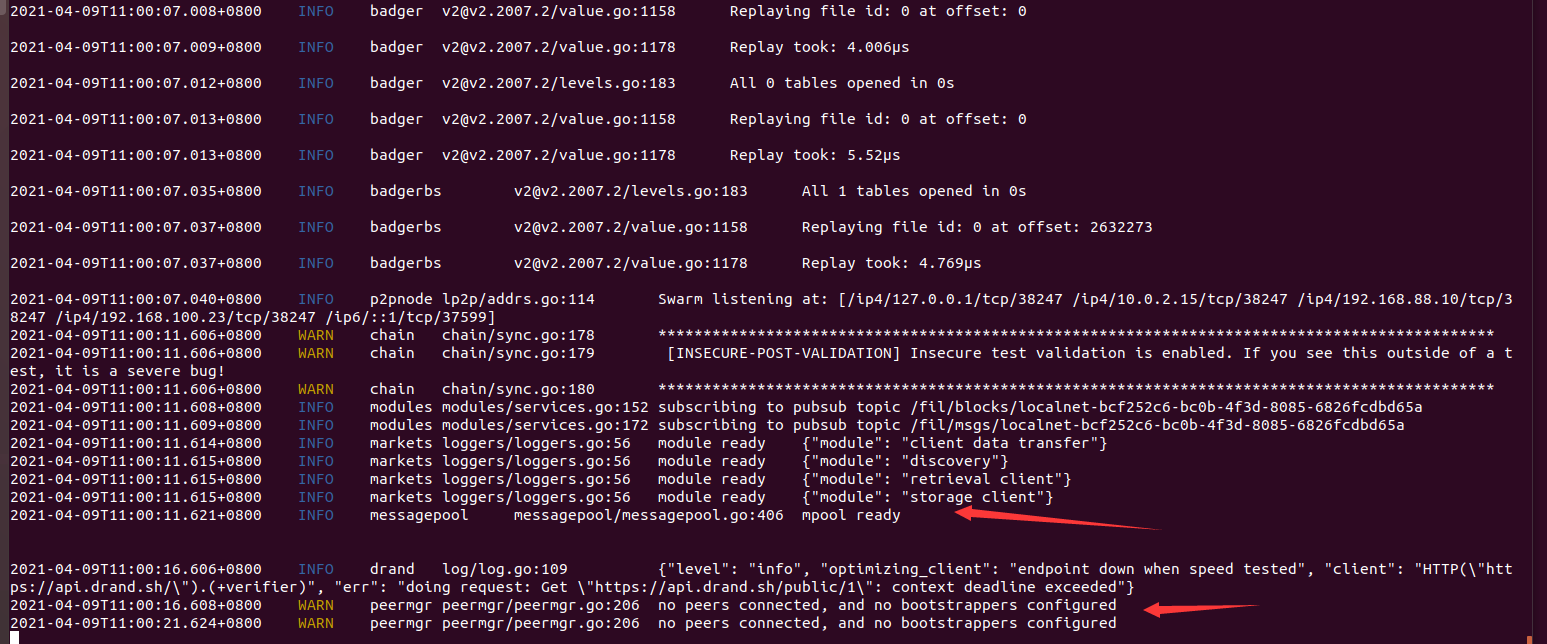 2021-04-09T11:00:07.008+0800 INFO badger v2@v2.2007.2/value.go:1158 Replaying file id: 0 at offset: 0
2021-04-09T11:00:07.009+0800 INFO badger v2@v2.2007.2/value.go:1178 Replay took: 4.006µs
2021-04-09T11:00:07.012+0800 INFO badger v2@v2.2007.2/levels.go:183 All 0 tables opened in 0s
2021-04-09T11:00:07.013+0800 INFO badger v2@v2.2007.2/value.go:1158 Replaying file id: 0 at offset: 0
2021-04-09T11:00:07.013+0800 INFO badger v2@v2.2007.2/value.go:1178 Replay took: 5.52µs
2021-04-09T11:00:07.035+0800 INFO badgerbs v2@v2.2007.2/levels.go:183 All 1 tables opened in 0s
2021-04-09T11:00:07.037+0800 INFO badgerbs v2@v2.2007.2/value.go:1158 Replaying file id: 0 at offset: 2632273
2021-04-09T11:00:07.037+0800 INFO badgerbs v2@v2.2007.2/value.go:1178 Replay took: 4.769µs
2021-04-09T11:00:07.040+0800 INFO p2pnode lp2p/addrs.go:114 Swarm listening at: [/ip4/127.0.0.1/tcp/38247 /ip4/10.0.2.15/tcp/38247 /ip4/192.168.88.10/tcp/3
8247 /ip4/192.168.100.23/tcp/38247 /ip6/::1/tcp/37599]
2021-04-09T11:00:11.606+0800 WARN chain chain/sync.go:178 *********************************************************************************************
2021-04-09T11:00:11.606+0800 WARN chain chain/sync.go:179 [INSECURE-POST-VALIDATION] Insecure test validation is enabled. If you see this outside of a t
est, it is a severe bug!
2021-04-09T11:00:11.606+0800 WARN chain chain/sync.go:180 *********************************************************************************************
2021-04-09T11:00:11.608+0800 INFO modules modules/services.go:152 subscribing to pubsub topic /fil/blocks/localnet-bcf252c6-bc0b-4f3d-8085-6826fcdbd65a
2021-04-09T11:00:11.609+0800 INFO modules modules/services.go:172 subscribing to pubsub topic /fil/msgs/localnet-bcf252c6-bc0b-4f3d-8085-6826fcdbd65a
2021-04-09T11:00:11.614+0800 INFO markets loggers/loggers.go:56 module ready {"module": "client data transfer"}
2021-04-09T11:00:11.615+0800 INFO markets loggers/loggers.go:56 module ready {"module": "discovery"}
2021-04-09T11:00:11.615+0800 INFO markets loggers/loggers.go:56 module ready {"module": "retrieval client"}
2021-04-09T11:00:11.615+0800 INFO markets loggers/loggers.go:56 module ready {"module": "storage client"}
2021-04-09T11:00:11.621+0800 INFO messagepool messagepool/messagepool.go:406 mpool ready
2021-04-09T11:00:16.606+0800 INFO drand log/log.go:109 {"level": "info", "optimizing_client": "endpoint down when speed tested", "client": "HTTP(\"htt
ps://api.drand.sh/\").(+verifier)", "err": "doing request: Get \"https://api.drand.sh/public/1\": context deadline exceeded"}
2021-04-09T11:00:16.608+0800 WARN peermgr peermgr/peermgr.go:206 no peers connected, and no bootstrappers configured
2021-04-09T11:00:21.624+0800 WARN peermgr peermgr/peermgr.go:206 no peers connected, and no bootstrappers configured